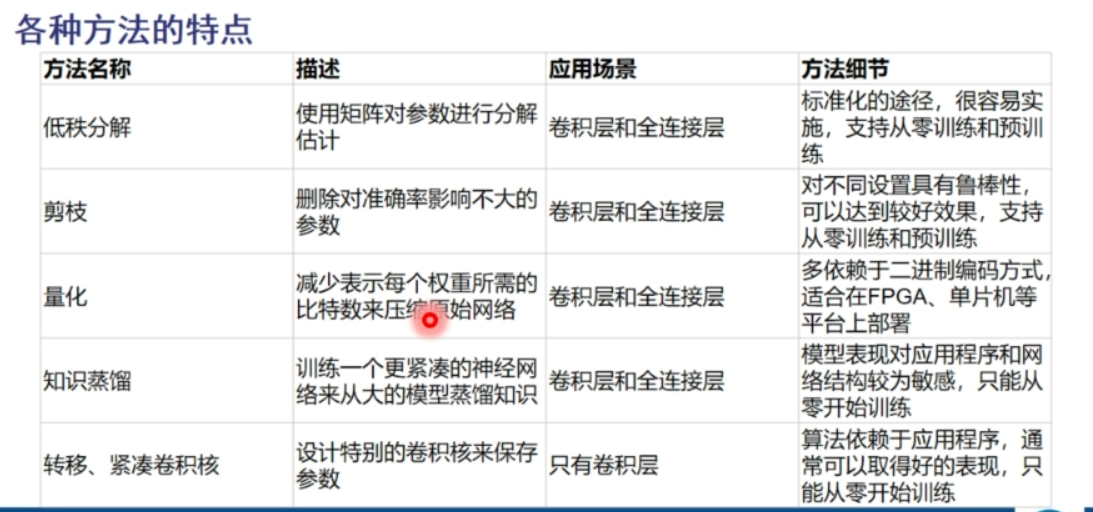 各种方法的特点
方法名称 描述 应用场景 方法细节
低秩分解
使用矩阵对参数进行分解
估计
卷积层和全连接层
标准化的途径，很容易实
施，支持从零训练和预训
练
剪枝
删除对准确率影响不大的
参数
卷积层和全连接层
对不同设置具有鲁棒性，
可以达到较好效果，支持
从零训练和预训练
量化
减少表示每个权重所需的
比特数来压缩原始网络
卷积层和全连接层
多依赖于二进制编码方式，
适合在FPGA、单片机等
平台上部署
知识蒸馏
训练一个更紧凑的神经网
络来从大的模型蒸馏知识
卷积层和全连接层
模型表现对应用程序和网
络结构较为敏感，只能从
零开始训练
转移、紧凑卷积核
设计特别的卷积核来保存
参数
只有卷积层
算法依赖于应用程序，通
常可以取得好的表现，只
能从零开始训练